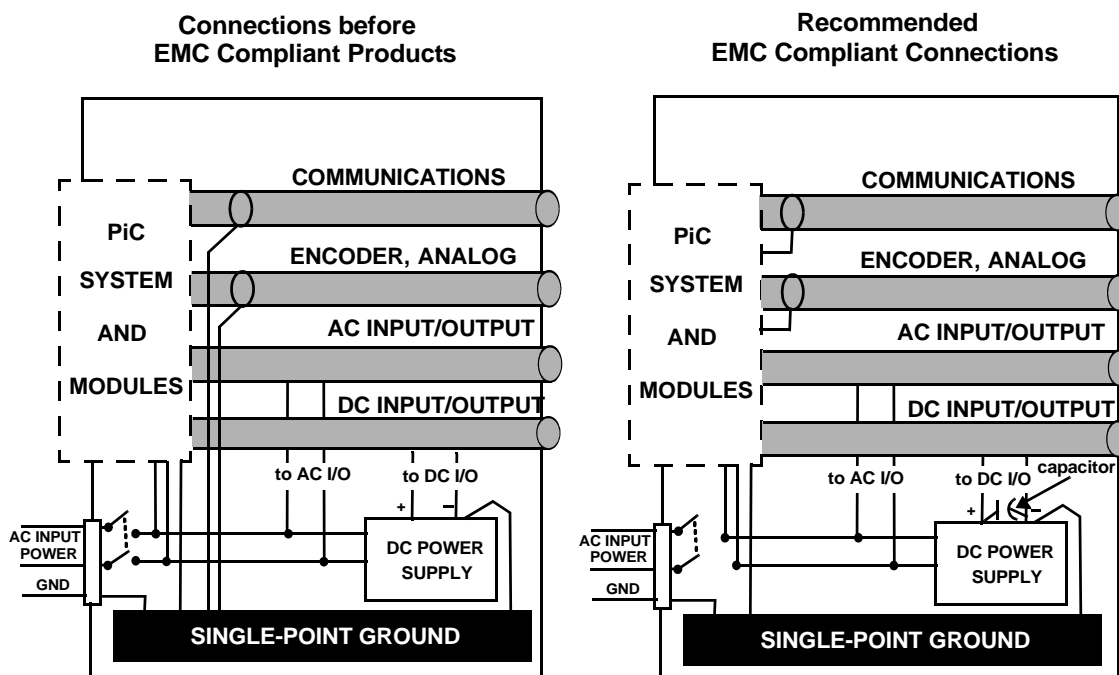 Connections before
EMC Compliant Products
COMMUNICATIONS
PiC
SYSTEM
AND
MODULES
ENCODER, ANALOG
AC INPUT/OUTPUT
DC INPUT/OUTPUT
to AC I/O
to DC I/O
+
−
AC INPUT
POWER
GND
DC POWER
SUPPLY
SINGLE-POINT GROUND
Recommended
EMC Compliant Connections
COMMUNICATIONS
PiC
SYSTEM
AND
MODULES
ENCODER, ANALOG
AC INPUT/OUTPUT
DC INPUT/OUTPUT
to AC I/O
to DC I/O
capacitor
+
-
AC INPUT
POWER
GND
DC POWER
SUPPLY
SINGLE-POINT GROUND